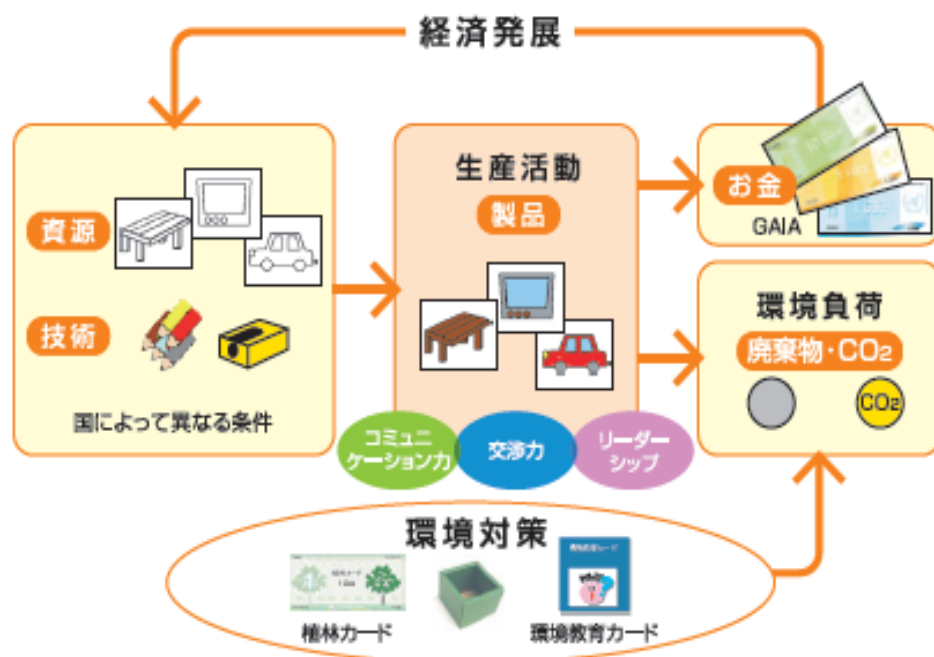 経済発展
資源
技術
国によって異なる条件
生産活動
製品
お金
GAIA
環境負荷
廃棄物・CO₂
CO₂
コミュニ
ケーション力
交渉力
リーダー
シップ
環境対策
植林カード
環境教育カード